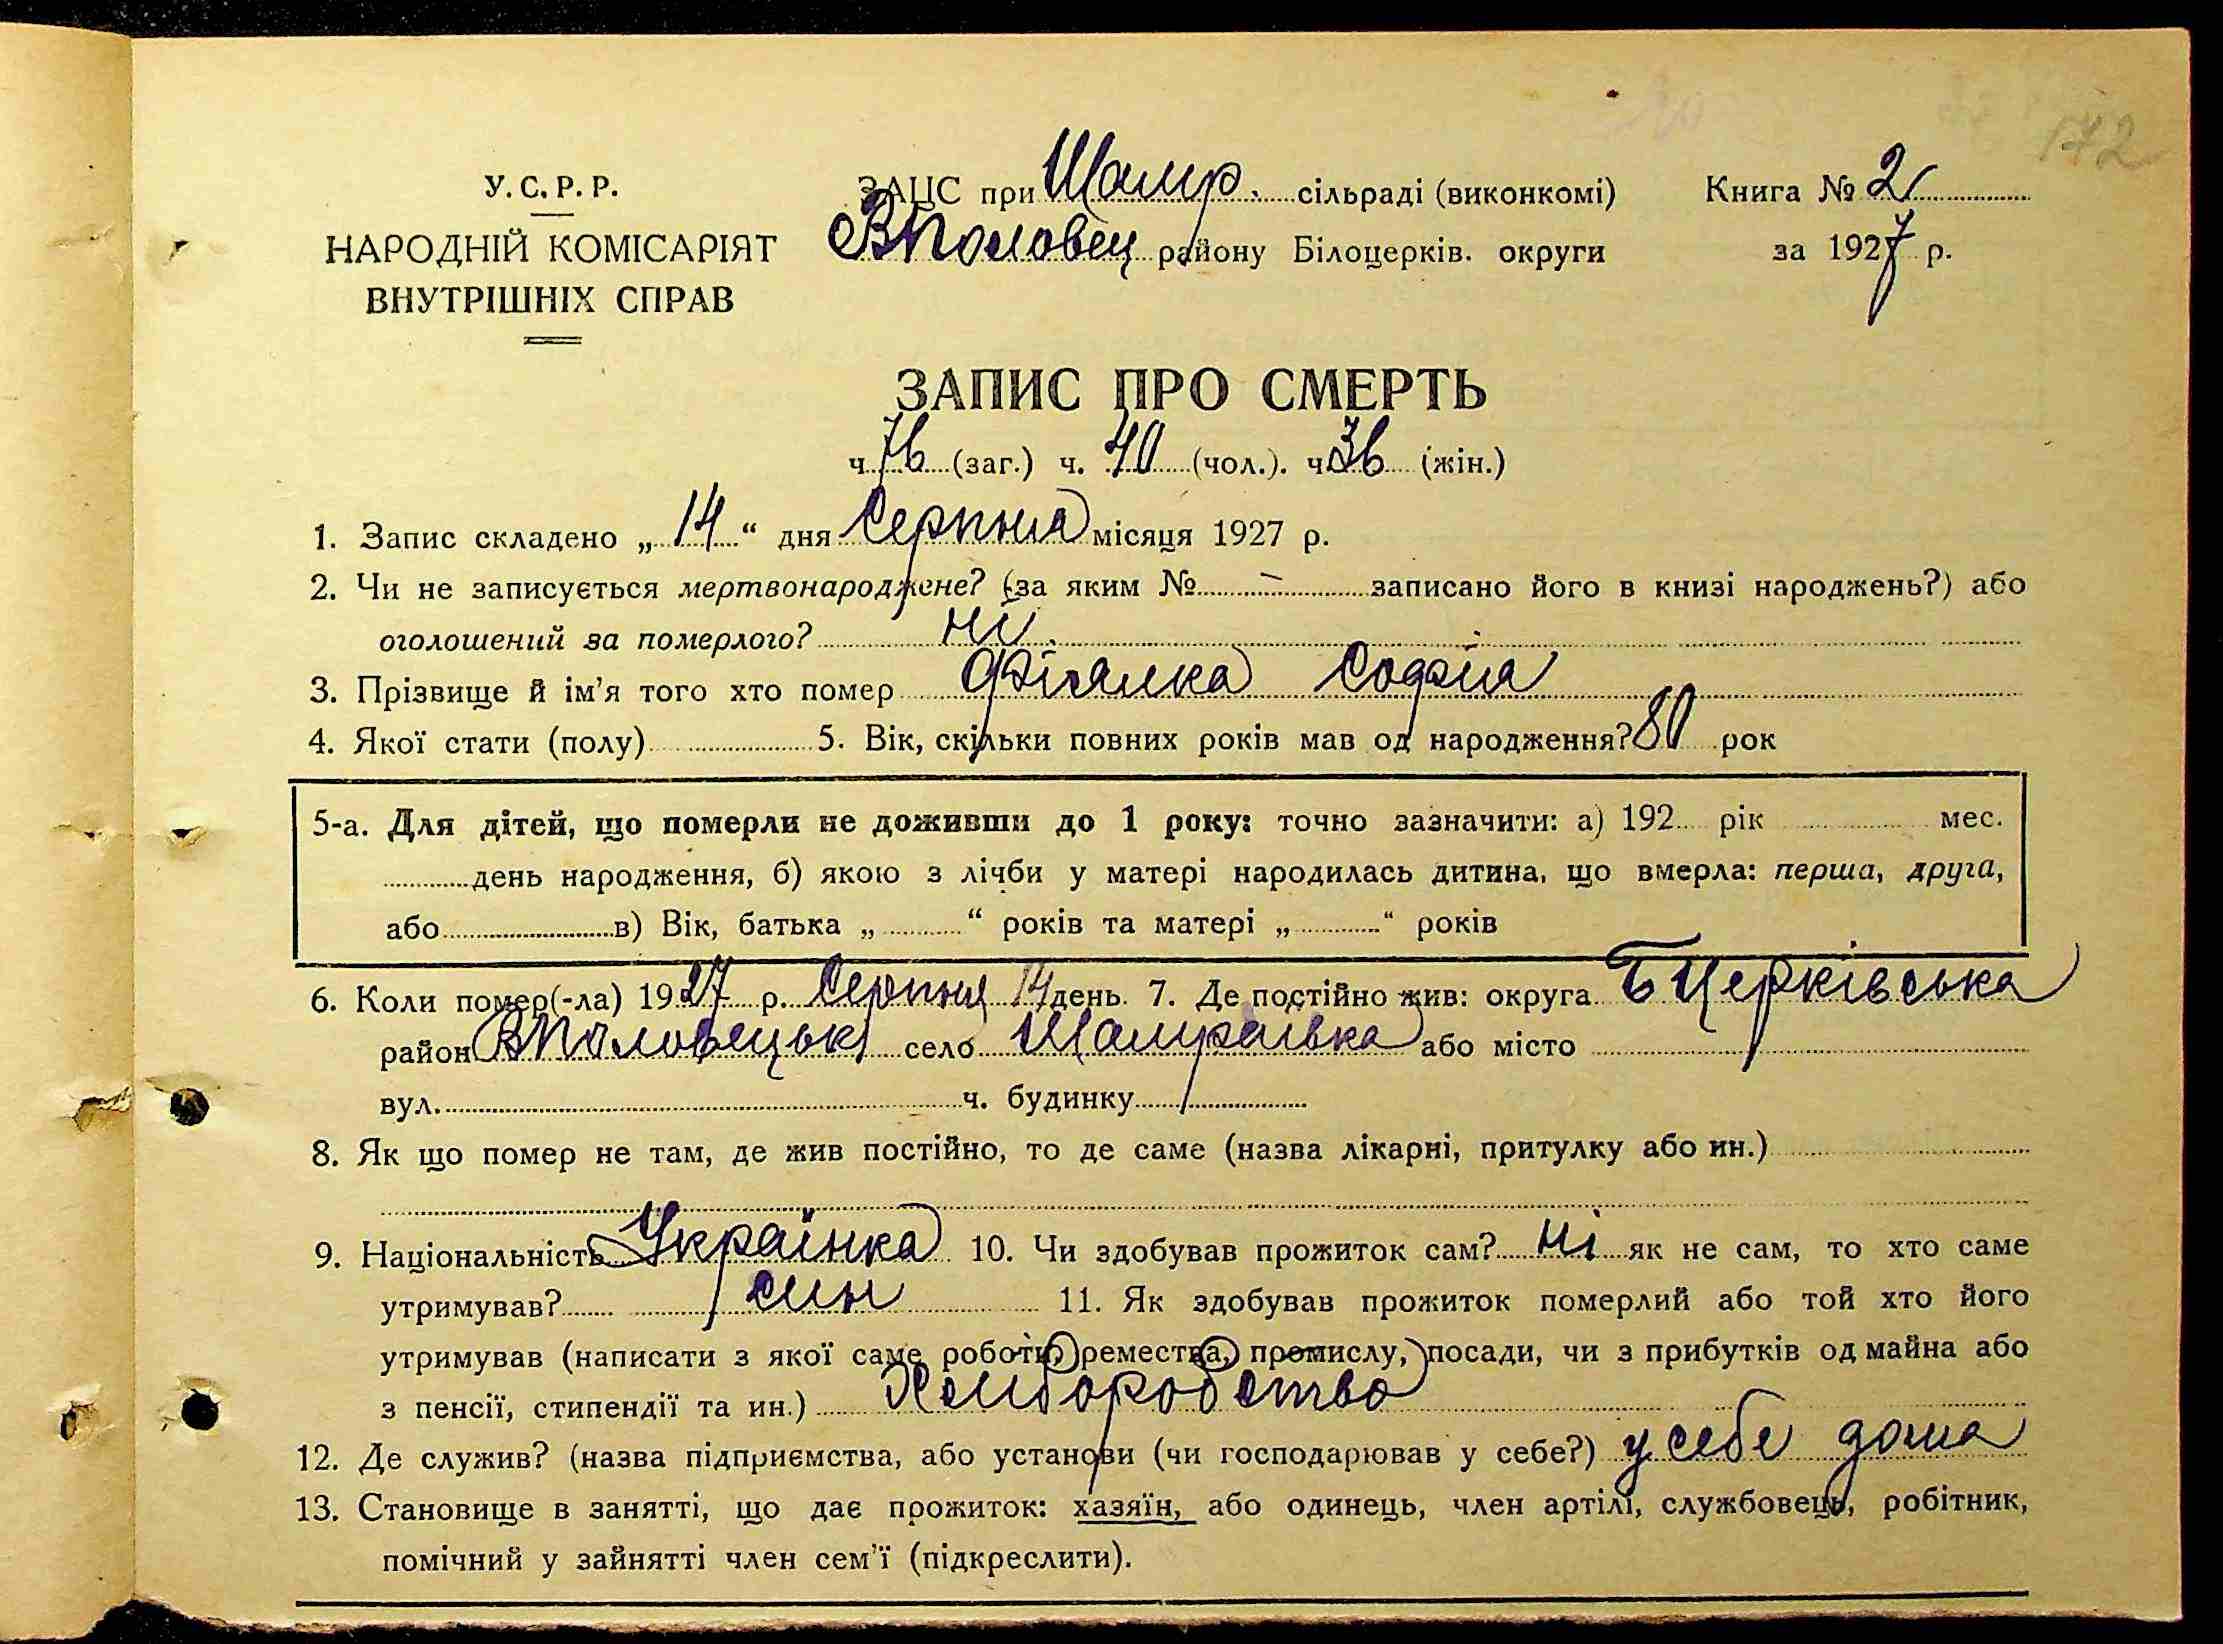 172
У.С.Р.Р.
НАРОДНІЙ КОМІСАРІЯТ
ВНУТРІШНІХ СПРАВ
ЗАЦС при Шамр. сільраді (виконкомі)
ВПоловец району Білоцерків. округи
Книга № 2
за 1927 р.
ЗАПИС ПРО СМЕРТЬ
ч. 76 (заг.) ч. 40 (чол.). ч 36 (жін.)
1. Запис складено „14“ дня Серпня місяця 1927 р.
2. Чи не записується мертвонароджене? (за яким № — записано його в книзі народжень?) або
оголошений за померлого? ні.
3. Прізвище й ім’я того хто помер Фіялка Софія
4. Якої стати (полу) 5. Вік, скільки повних років мав од народження? 80 рок
5-а. Для дітей, що померли не доживши до 1 року: точно зазначити: а) 192 рік мес.
день народження, б) якою з лічби у матері народилась дитина, що вмерла: перша, друга,
або в) Вік, батька „ “ років та матері „ “ років
6. Коли помер(-ла) 1927 р. Серпня 14 день. 7. Де постійно жив: округа БЦерківська
район ВПоловецьк село Шамраівка або місто
вул. ч. будинку
8. Як що помер не там, де жив постійно, то де саме (назва лікарні, притулку або ин.)
9. Національність Українка 10. Чи здобував прожиток сам? ні як не сам, то хто саме
утримував? син 11. Як здобував прожиток померлий або той хто його
утримував (написати з якої саме роботи, ремества, промислу, посади, чи з прибутків од майна або
з пенсії, стипендії та ин.) Хлиборобство
12. Де служив? (назва підприємства, або установи (чи господарював у себе?) у себе дома
13. Становище в занятті, що дає прожиток: хазяїн, або одинець, член артілі, службовець, робітник,
помічний у зайнятті член сем’ї (підкреслити).